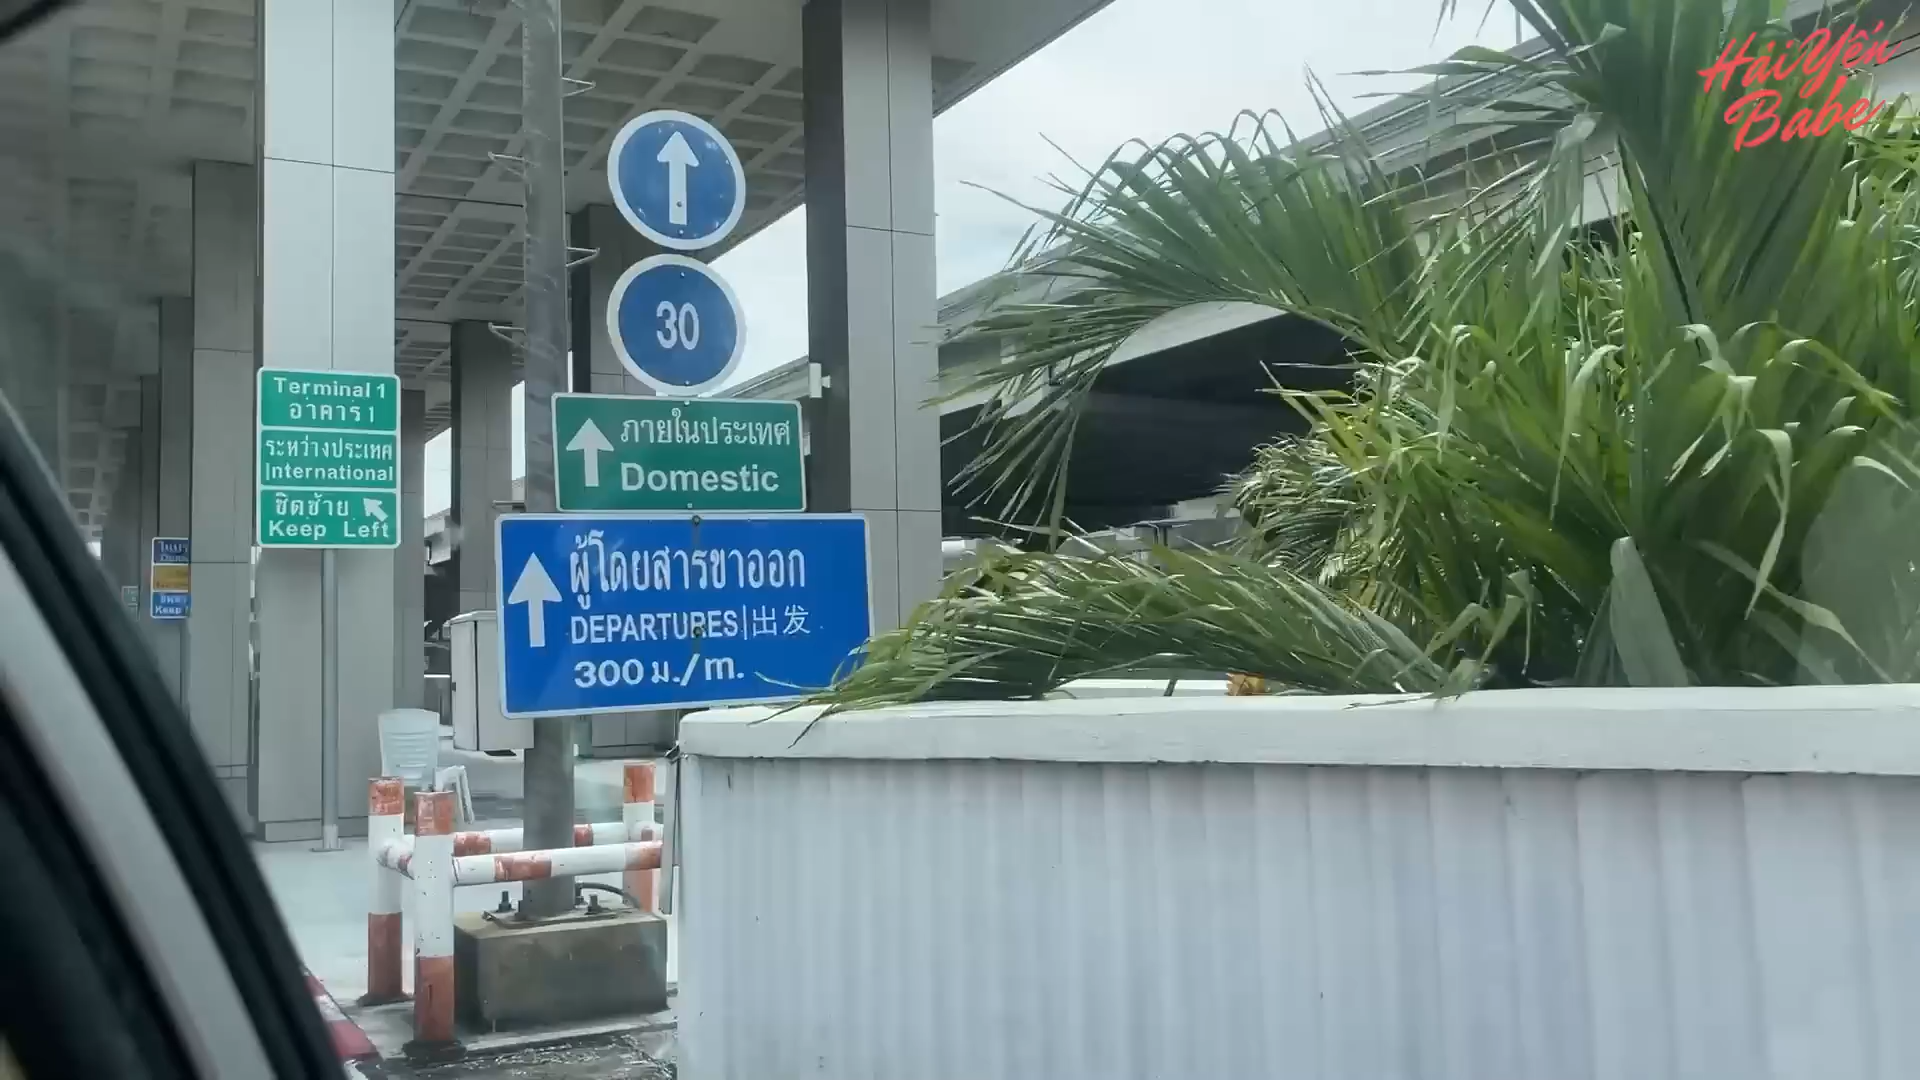 Hải Yến
Babe
30
Terminal 1
อาคาร 1
ระหว่างประเทศ
International
ชิดซ้าย
Keep Left
ภายในประเทศ
Domestic
ผู้โดยสารขาออก
DEPARTURES|出发
300 ม./m.
Keep